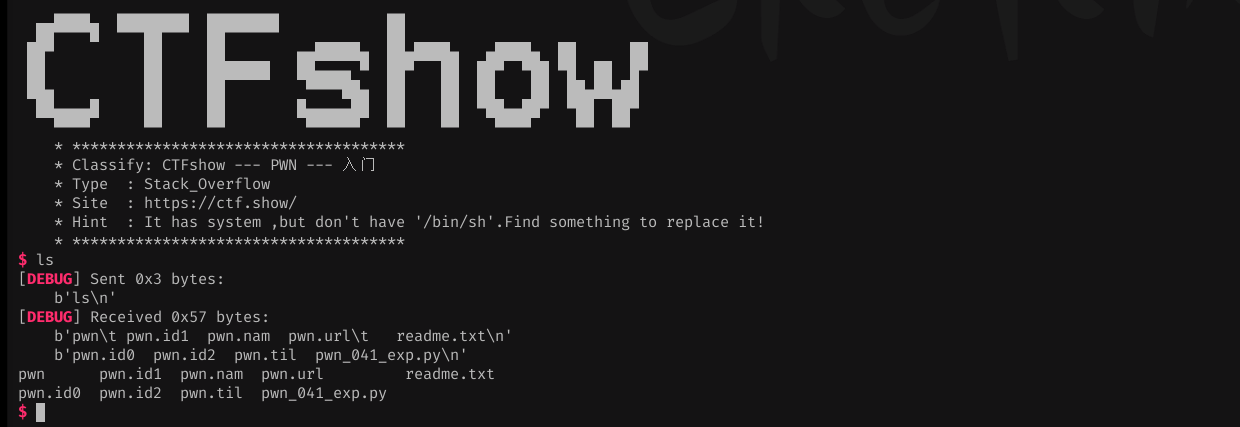 CTFshow
* *************************************
* Classify: CTFshow --- PWN --- 入门
* Type  : Stack_Overflow
* Site  : https://ctf.show/
* Hint  : It has system ,but don't have '/bin/sh'.Find something to replace it!
* *************************************
$ ls
[DEBUG] Sent 0x3 bytes:
    b'ls\n'
[DEBUG] Received 0x57 bytes:
    b'pwn\t pwn.id1  pwn.nam  pwn.url\t   readme.txt\n'
    b'pwn.id0  pwn.id2  pwn.til  pwn_041_exp.py\n'
pwn      pwn.id1  pwn.nam  pwn.url         readme.txt
pwn.id0  pwn.id2  pwn.til  pwn_041_exp.py
$